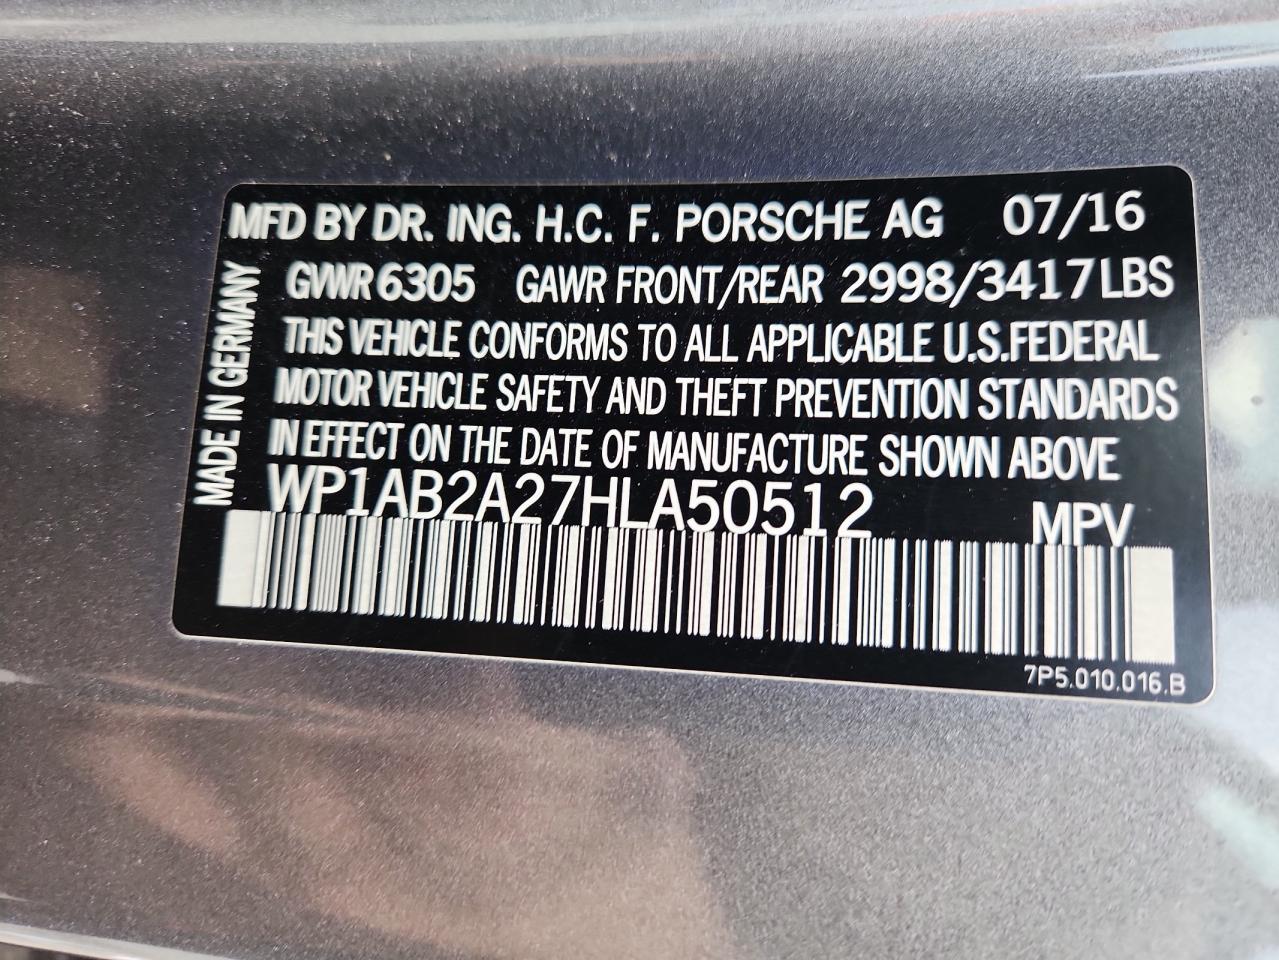 MFD BY DR. ING. H.C. F. PORSCHE AG 07/16
GVWR 6305 GAWR FRONT/REAR 2998/3417LBS
THIS VEHICLE CONFORMS TO ALL APPLICABLE U.S.FEDERAL
MOTOR VEHICLE SAFETY AND THEFT PREVENTION STANDARDS
IN EFFECT ON THE DATE OF MANUFACTURE SHOWN ABOVE
WP1AB2A27HLA50512 MPV
7P5.010.016.B
MADE IN GERMANY